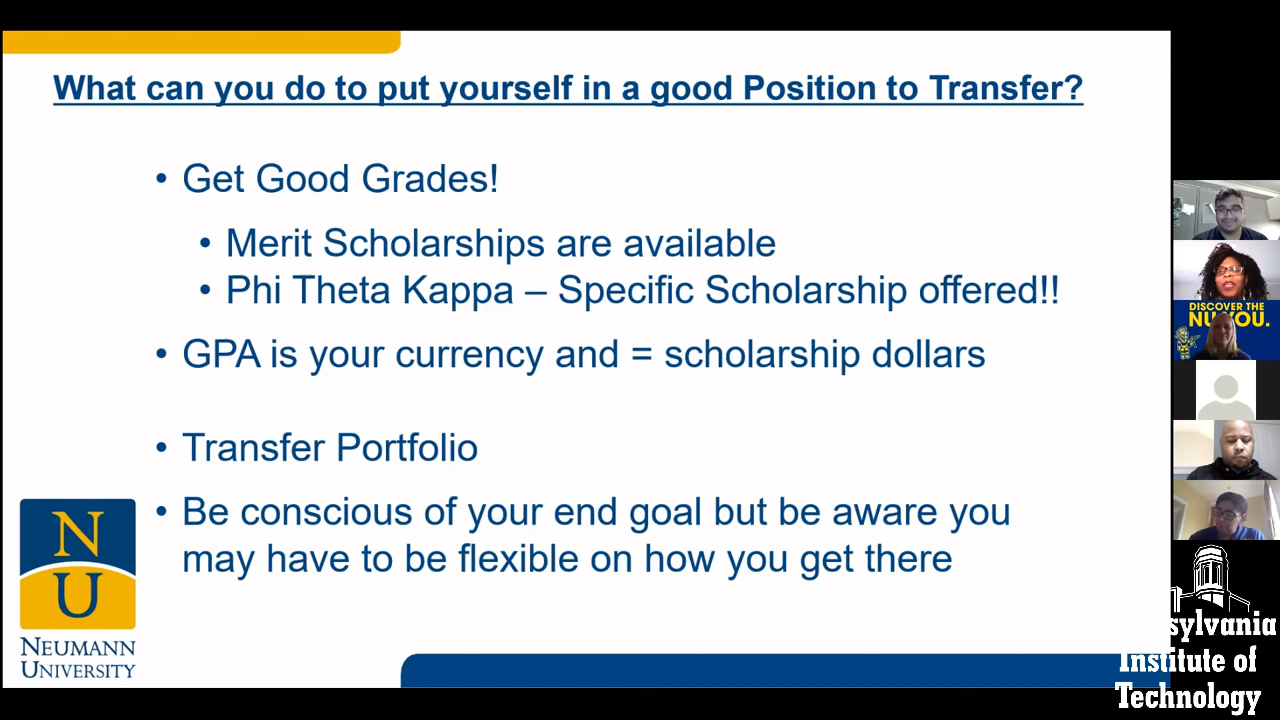 What can you do to put yourself in a good Position to Transfer?
• Get Good Grades!
• Merit Scholarships are available
• Phi Theta Kappa – Specific Scholarship offered!!
• GPA is your currency and = scholarship dollars
• Transfer Portfolio
• Be conscious of your end goal but be aware you
may have to be flexible on how you get there
N
U
NEUMANN
UNIVERSITY
DISCOVER THE
NU YOU.
Pennsylvania
Institute of
Technology